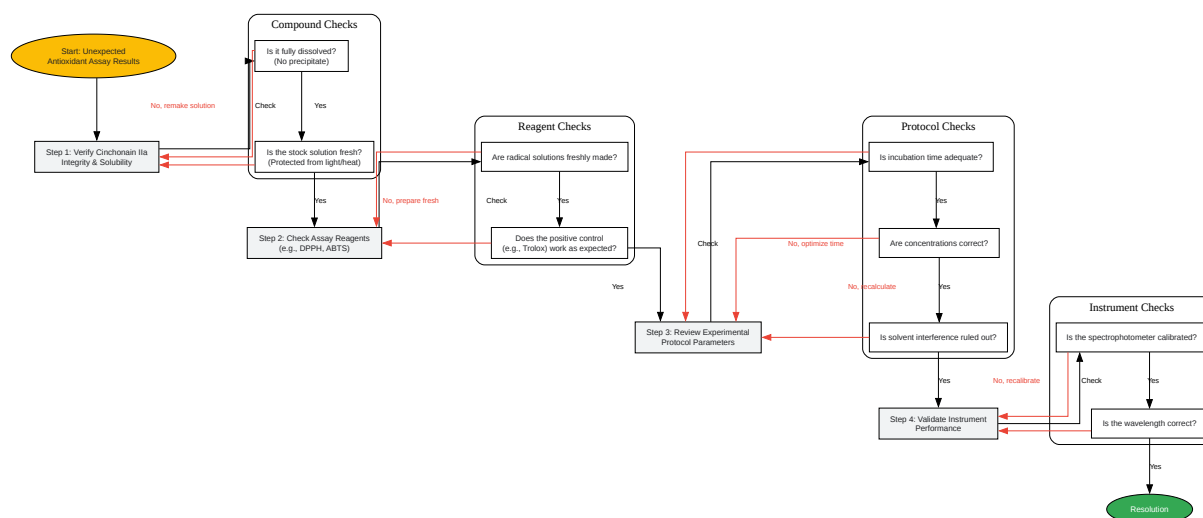 Compound Checks
Start: Unexpected
Antioxidant Assay Results
Is it fully dissolved?
(No precipitate)
No, remake solution
Check
Yes
Step 1: Verify Cinchonain IIa
Integrity & Solubility
Is the stock solution fresh?
(Protected from light/heat)
Yes
Reagent Checks
Are radical solutions freshly made?
No, prepare fresh
Check
Yes
Step 2: Check Assay Reagents
(e.g., DPPH, ABTS)
Does the positive control
(e.g., Trolox) work as expected?
Yes
Protocol Checks
Is incubation time adequate?
Yes
Check
No, optimize time
Are concentrations correct?
No, recalculate
Yes
Step 3: Review Experimental
Protocol Parameters
Is solvent interference ruled out?
Yes
Instrument Checks
Is the spectrophotometer calibrated?
No, recalibrate
Check
Yes
Step 4: Validate Instrument
Performance
Is the wavelength correct?
Yes
Resolution